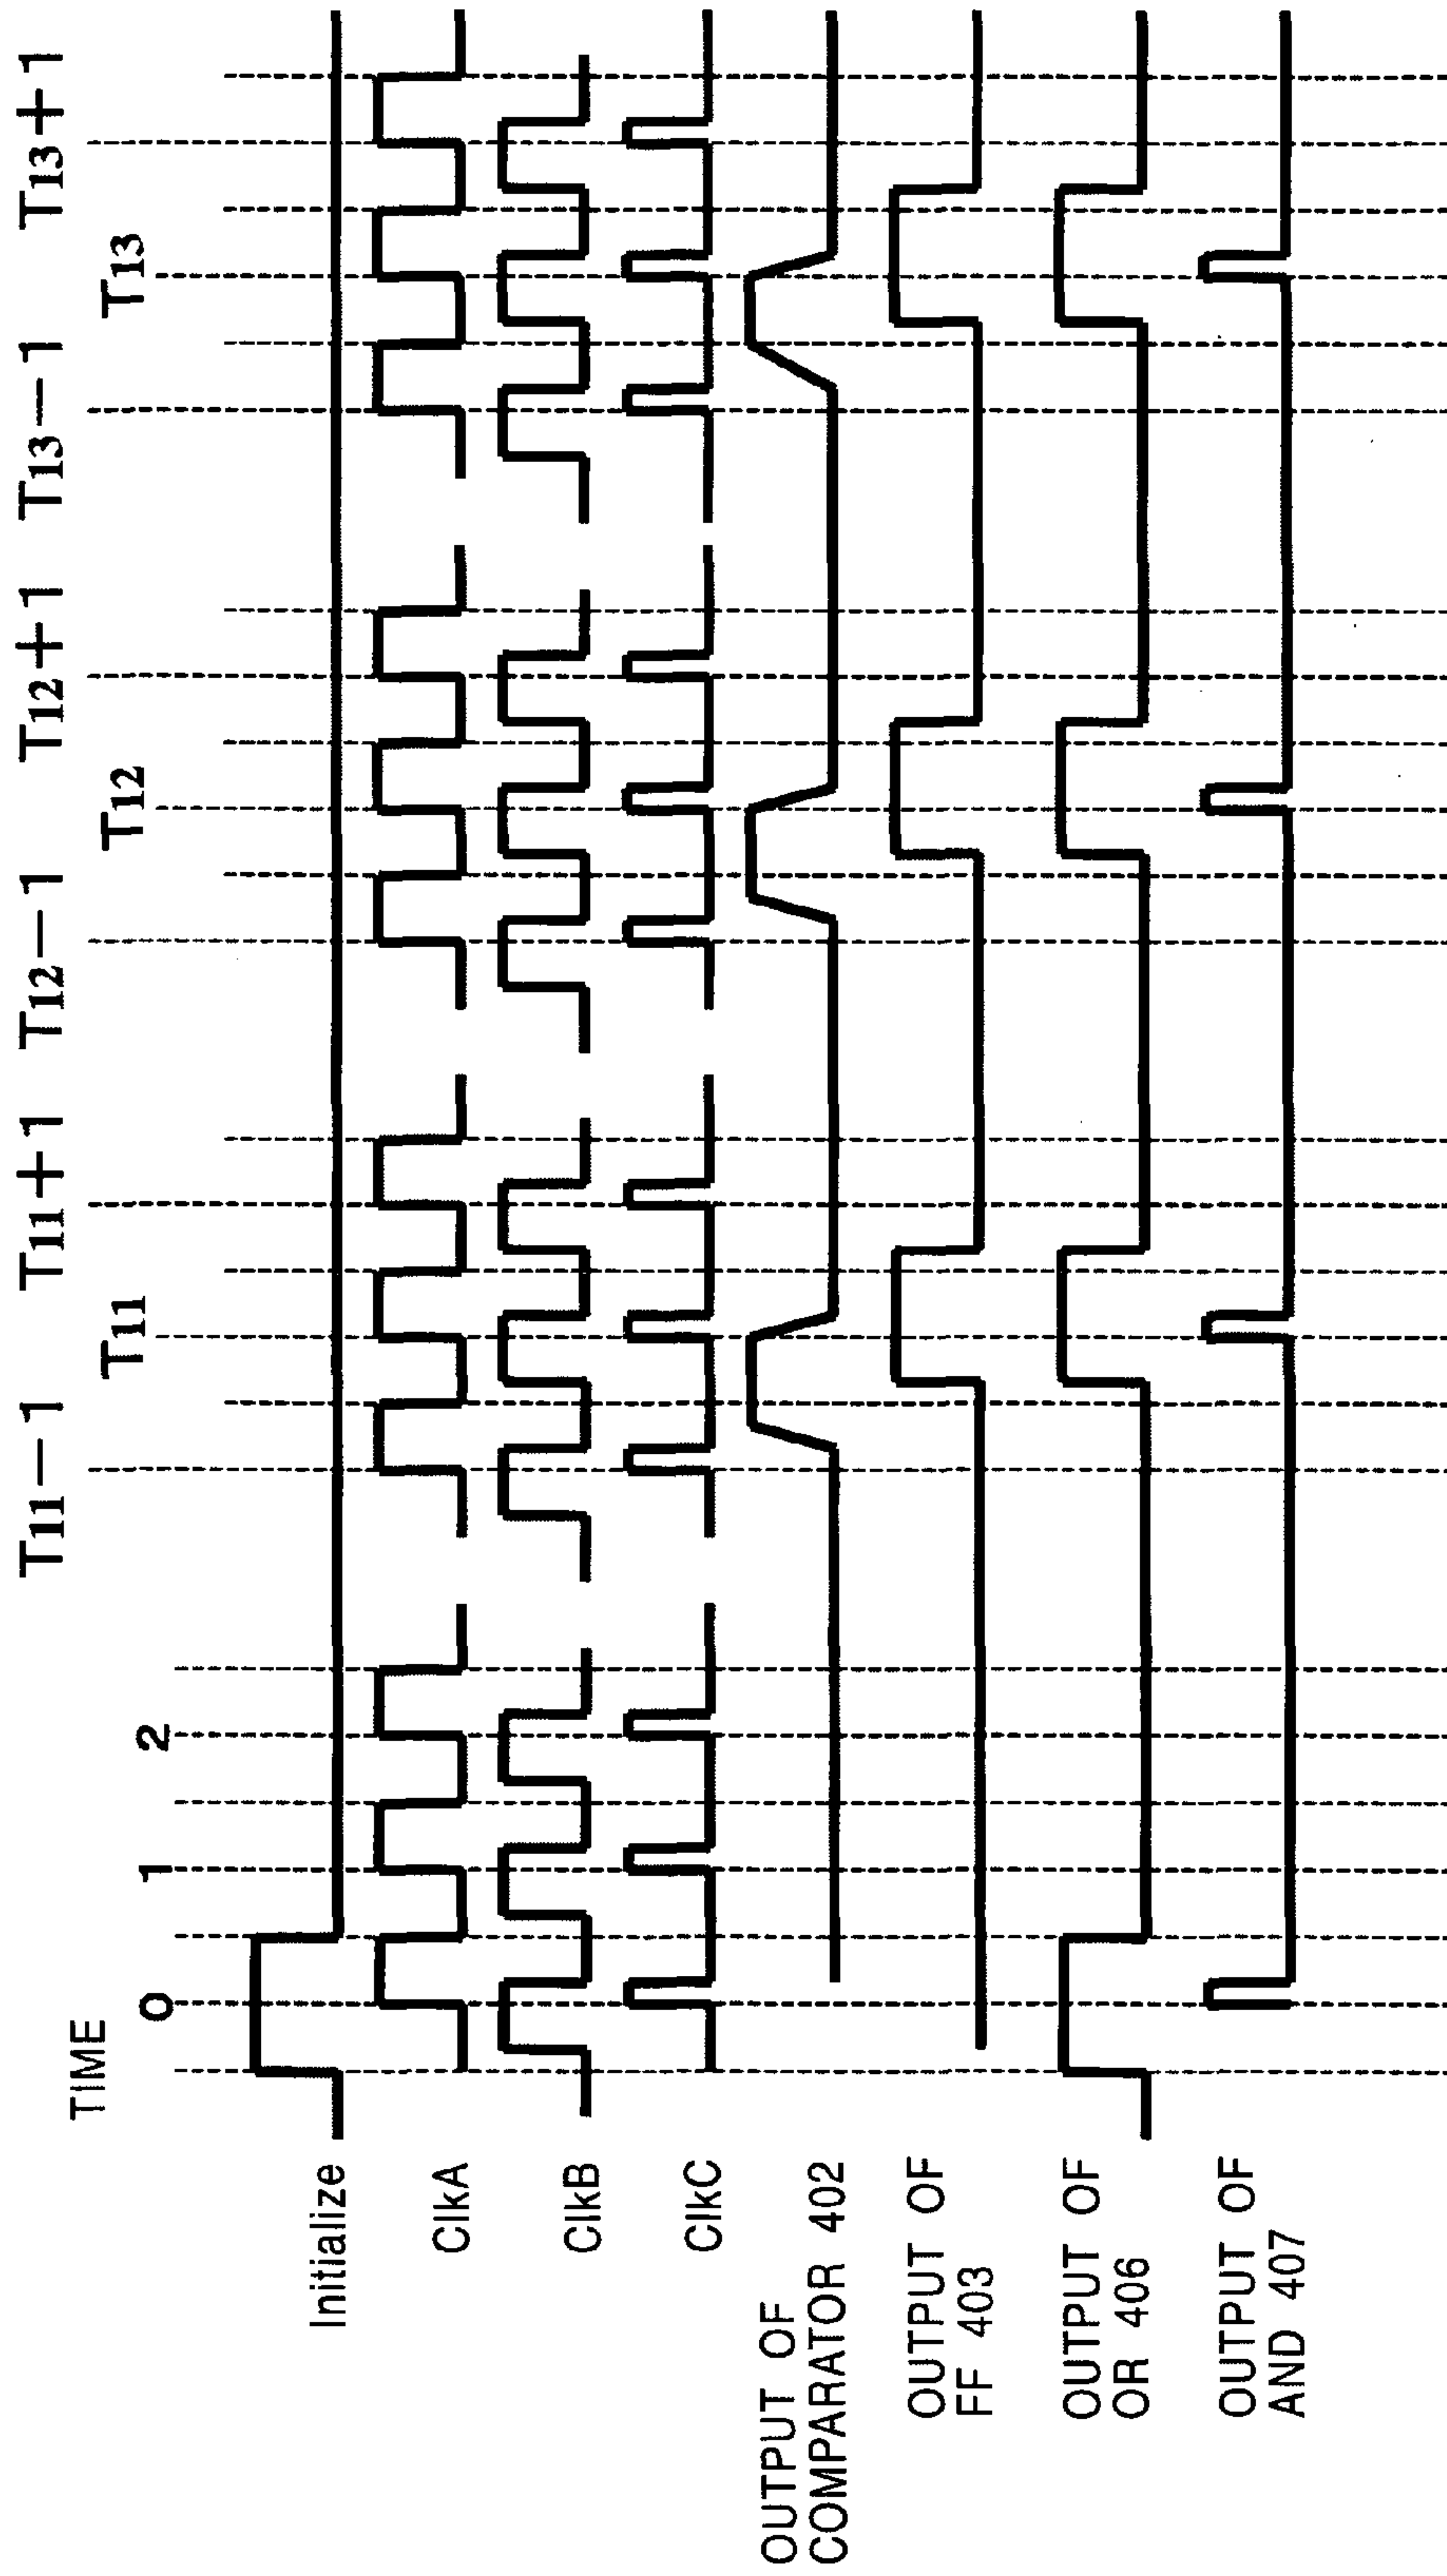 T11−1 T11+1 T12−1 T12+1 T13−1 T13+1
TIME 0 1 2 T11 T12 T13
Initialize
ClkA
ClkB
ClkC
OUTPUT OF
COMPARATOR 402
OUTPUT OF
FF 403
OUTPUT OF
OR 406
OUTPUT OF
AND 407